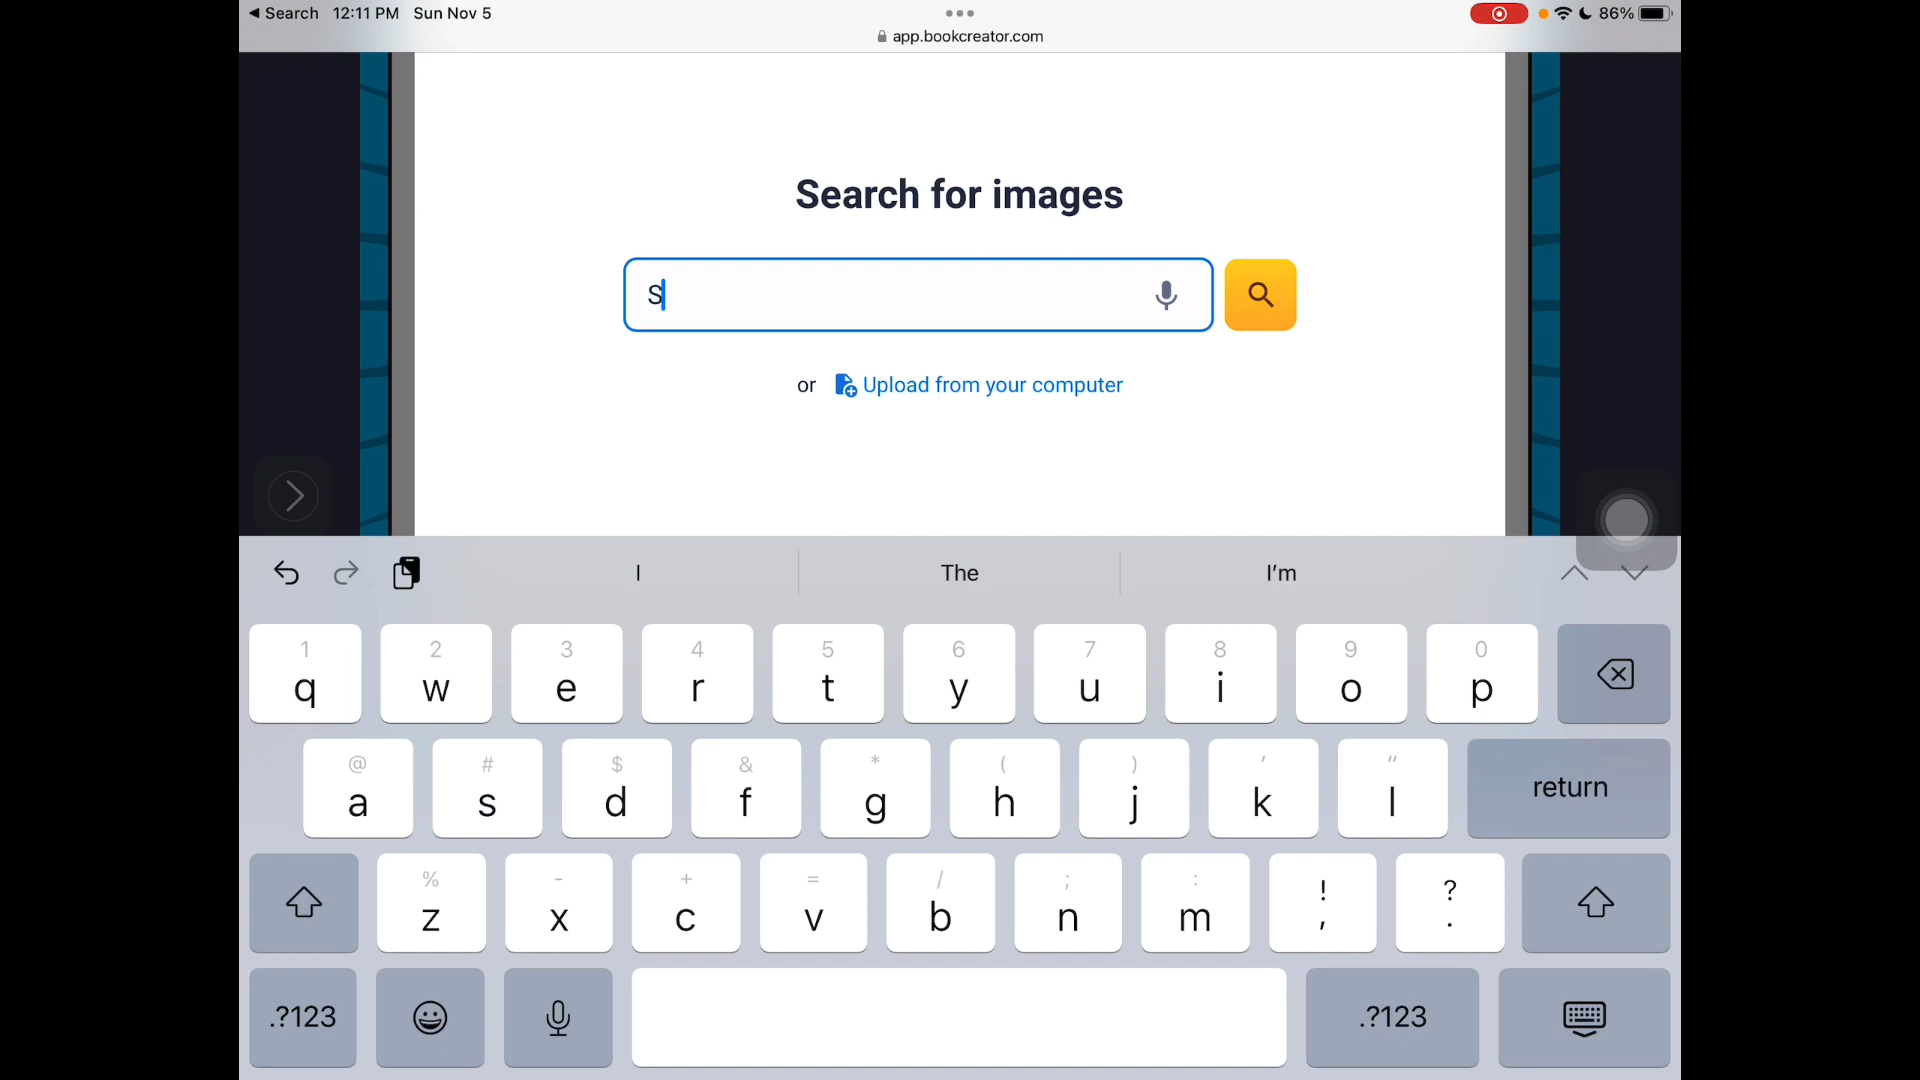 Search 12:11 PM Sun Nov 5
86%
app.bookcreator.com
Search for images
S
or Upload from your computer
I The I'm
1 2 3 4 5 6 7 8 9 0
q w e r t y u i o p
@ # $ & * ( ) ' "
a s d f g h j k l return
% - + = / ; : ! ?
z x c v b n m , .
.?123 .?123